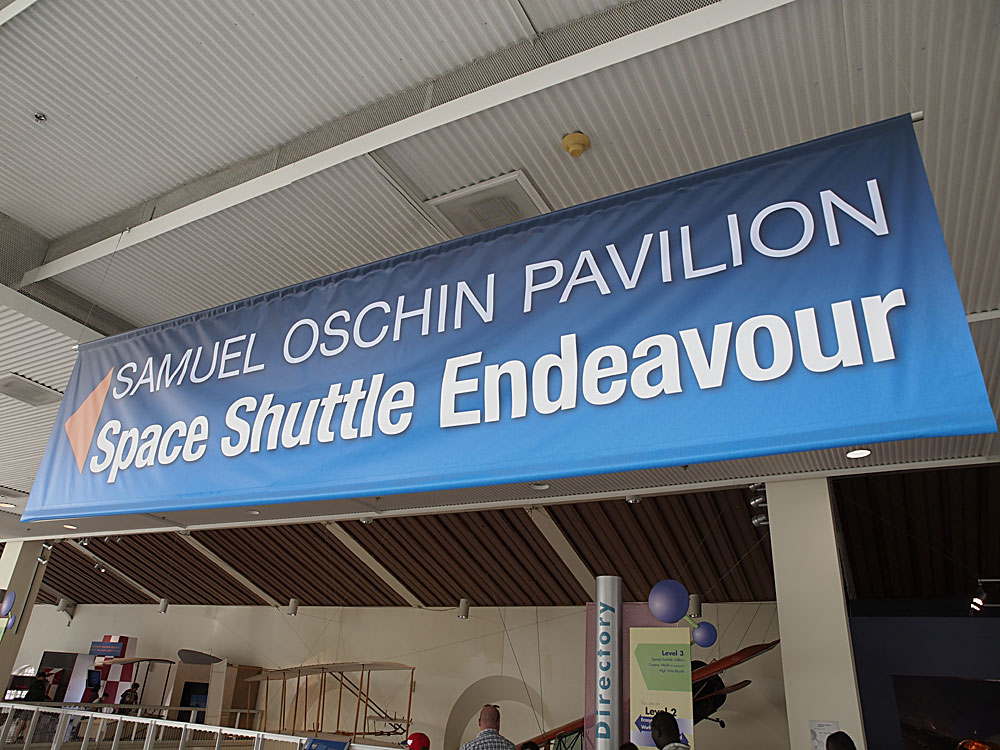 SAMUEL OSCHIN PAVILION
Space Shuttle Endeavour
Directory
Level 3
Level 2